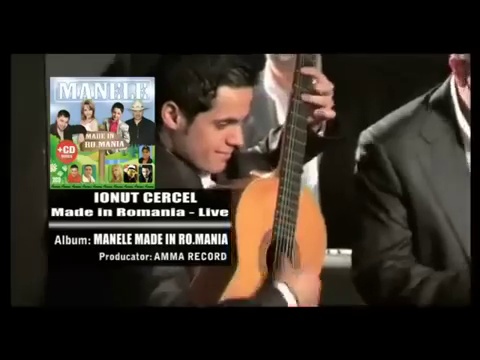 MANELE
MADE IN
RO.MANIA
+CD
IONUT CERCEL
Made in Romania - Live
Album: MANELE MADE IN RO.MANIA
Producator: AMMA RECORD